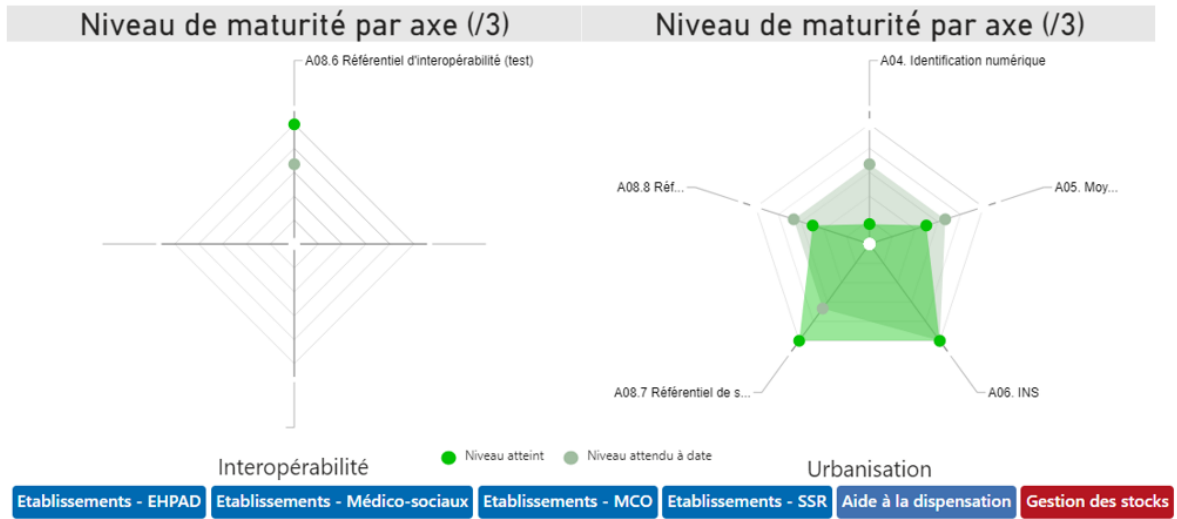 Niveau de maturité par axe (/3)
Niveau de maturité par axe (/3)
A08.6 Référentiel d'interopérabilité (test)
A04. Identification numérique
A08.8 Réf...
A05. Moy...
A08.7 Référentiel de s...
A06. INS
Niveau atteint
Niveau attendu à date
Interopérabilité
Urbanisation
Etablissements - EHPAD
Etablissements - Médico-sociaux
Etablissements - MCO
Etablissements - SSR
Aide à la dispensation
Gestion des stocks